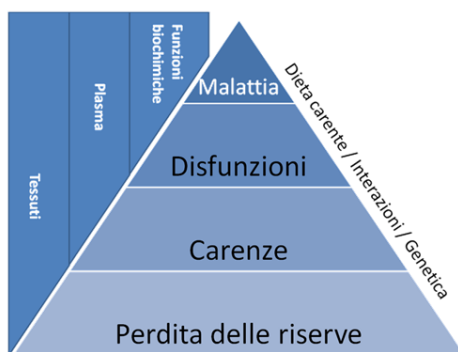 Tessuti
Plasma
Funzioni
biochimiche
Malattia
Disfunzioni
Carenze
Perdita delle riserve
Dieta carente / Interazioni / Genetica